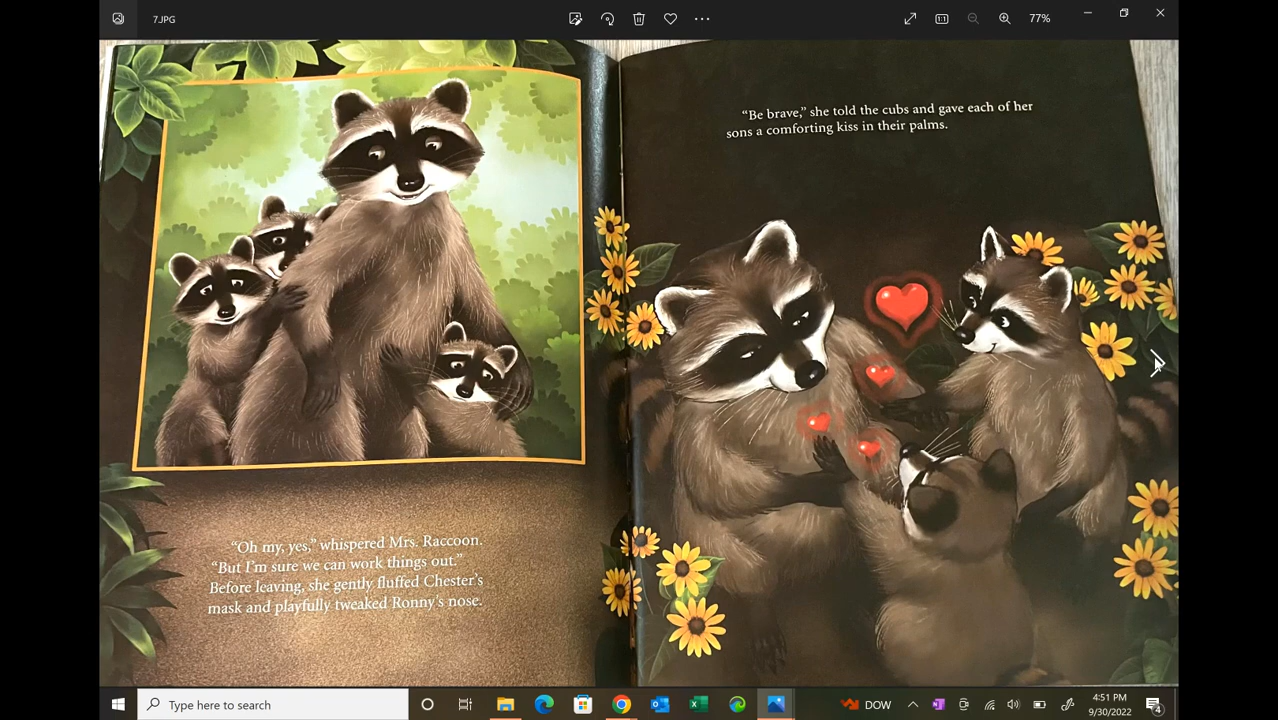 7.JPG
77%
"Oh my, yes," whispered Mrs. Raccoon.
"But I'm sure we can work things out."
Before leaving, she gently fluffed Chester's
mask and playfully tweaked Ronny's nose.
"Be brave," she told the cubs and gave each of her
sons a comforting kiss in their palms.
Type here to search
DOW
4:51 PM
9/30/2022
4